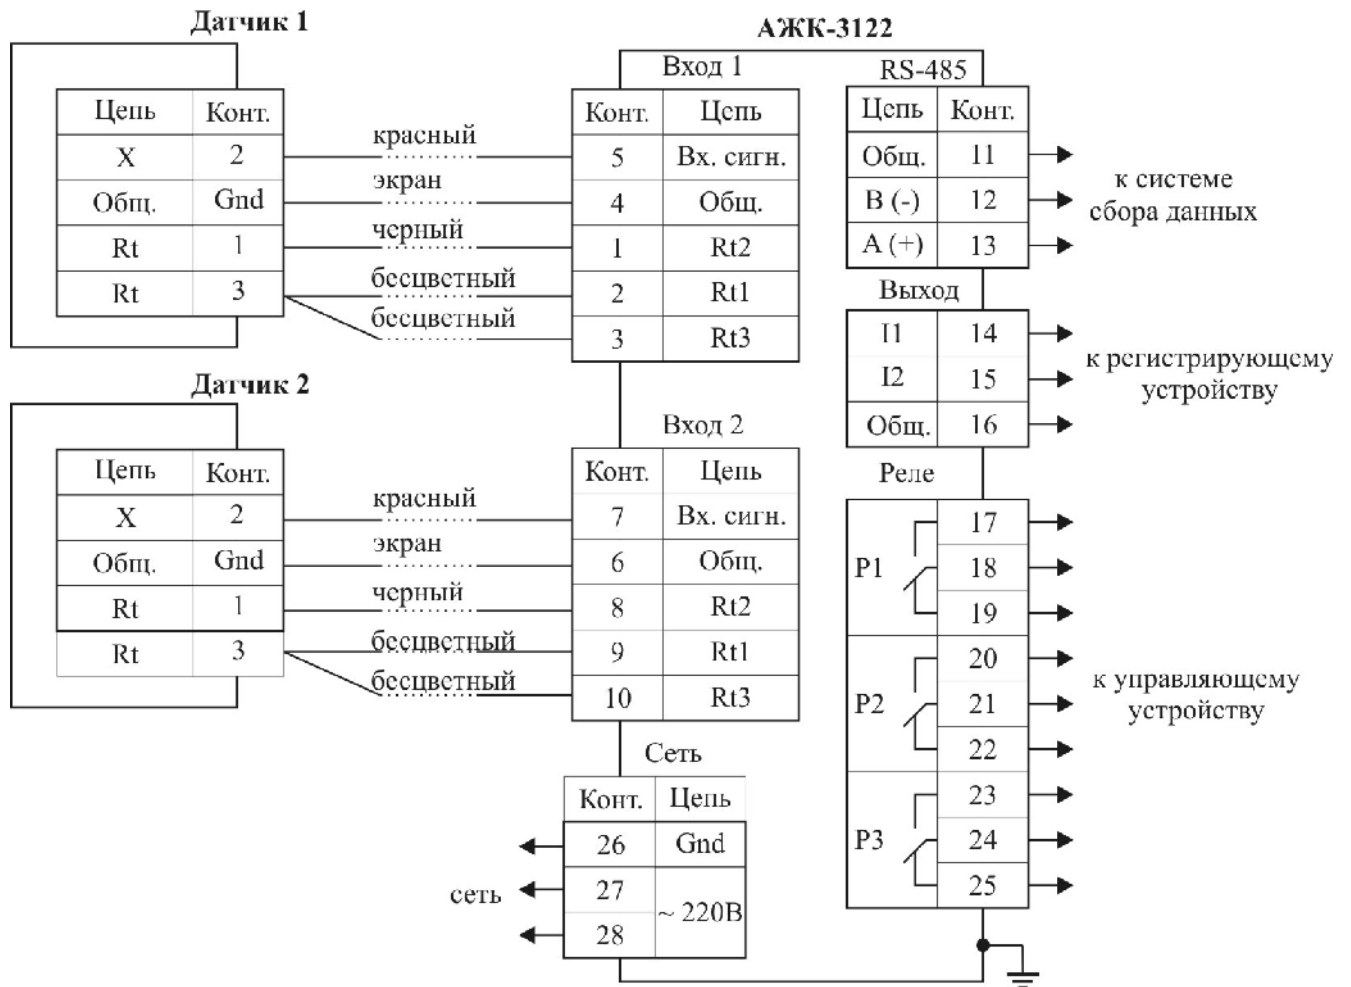 Датчик 1
Цепь Конт.
X 2
Общ. Gnd
Rt 1
Rt 3
красный
экран
черный
бесцветный
бесцветный
АЖК-3122
Вход 1
Конт. Цепь
5 Вх. сигн.
4 Общ.
1 Rt2
2 Rt1
3 Rt3
RS-485
Цепь Конт.
Общ. 11
B (-) 12
A (+) 13
к системе
сбора данных
Выход
I1 14
I2 15
Общ. 16
к регистрирующему
устройству
Датчик 2
Цепь Конт.
X 2
Общ. Gnd
Rt 1
Rt 3
красный
экран
черный
бесцветный
бесцветный
Вход 2
Конт. Цепь
7 Вх. сигн.
6 Общ.
8 Rt2
9 Rt1
10 Rt3
Реле
P1
17
18
19
P2
20
21
22
P3
23
24
25
к управляющему
устройству
Сеть
Конт. Цепь
26 Gnd
27
28
~ 220В
сеть